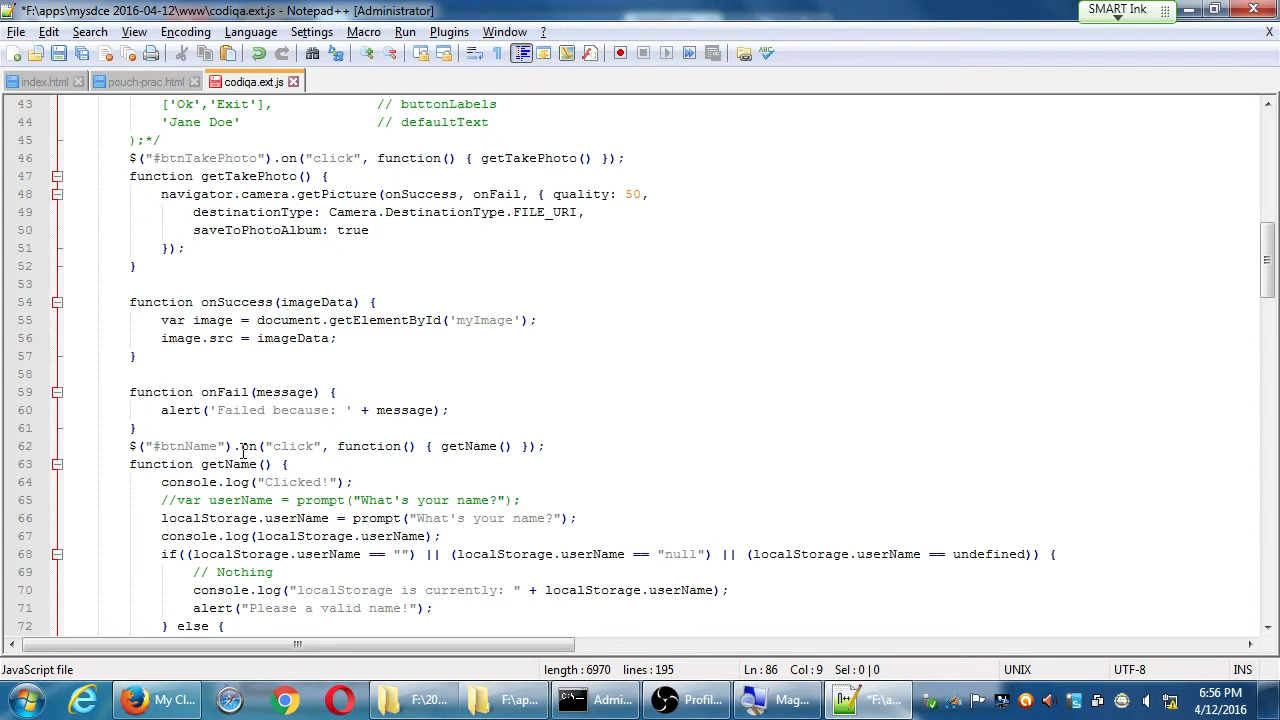 *F:\apps\mysdce 2016-04-12\www\codiqa.ext.js - Notepad++ [Administrator]
SMART Ink
File Edit Search View Encoding Language Settings Macro Run Plugins Window ?
X
index.html pouch-prac.html codiqa.ext.js
43 ['Ok','Exit'], // buttonLabels
44 'Jane Doe' // defaultText
45 );*/
46 $("#btnTakePhoto").on("click", function() { getTakePhoto() });
47 function getTakePhoto() {
48 navigator.camera.getPicture(onSuccess, onFail, { quality: 50,
49 destinationType: Camera.DestinationType.FILE_URI,
50 saveToPhotoAlbum: true
51 });
52 }
53
54 function onSuccess(imageData) {
55 var image = document.getElementById('myImage');
56 image.src = imageData;
57 }
58
59 function onFail(message) {
60 alert('Failed because: ' + message);
61 }
62 $("#btnName").on("click", function() { getName() });
63 function getName() {
64 console.log("Clicked!");
65 //var userName = prompt("What's your name?");
66 localStorage.userName = prompt("What's your name?");
67 console.log(localStorage.userName);
68 if((localStorage.userName == "") || (localStorage.userName == "null") || (localStorage.userName == undefined)) {
69 // Nothing
70 console.log("localStorage is currently: " + localStorage.userName);
71 alert("Please a valid name!");
72 } else {
JavaScript file length : 6970 lines : 195 Ln : 86 Col : 9 Sel : 0 | 0 UNIX UTF-8 INS
My Cl... F:\20... F:\ap... Admi... Profil... Mag... *F:\a...
6:56 PM
4/12/2016